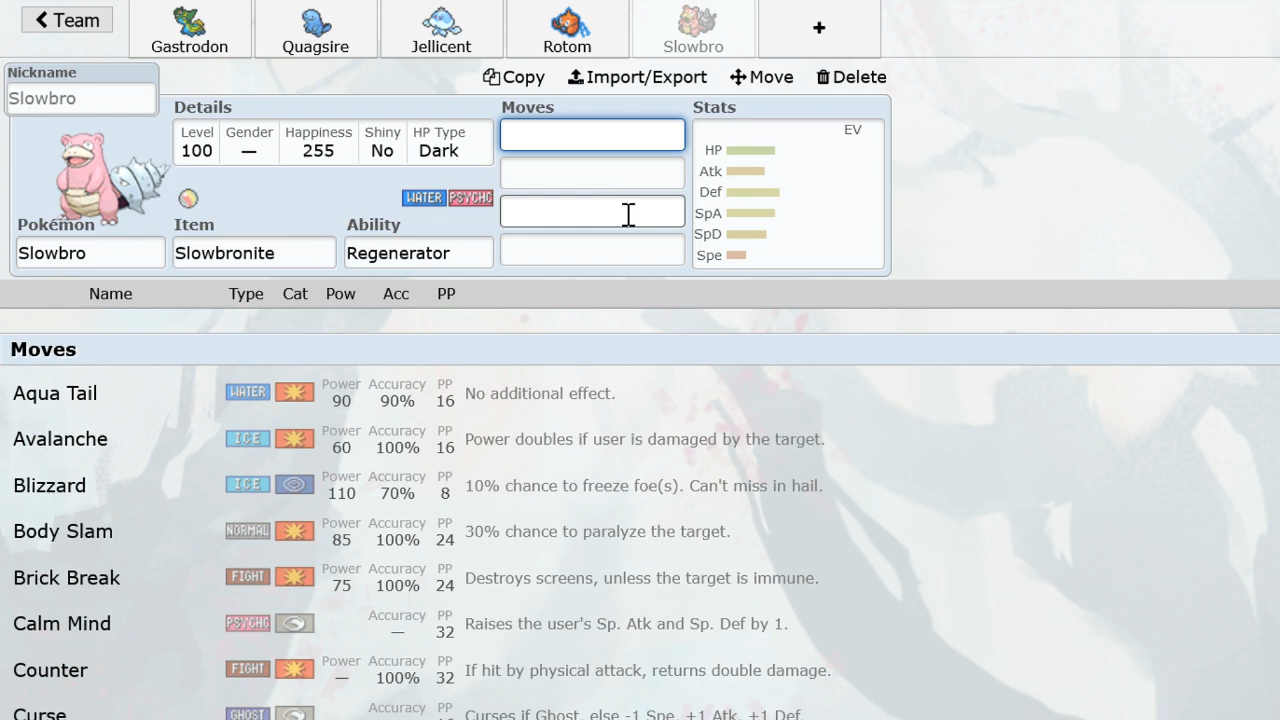 Team
Gastrodon
Quagsire
Jellicent
Rotom
Slowbro
+
Copy
Import/Export
Move
Delete
Nickname
Slowbro
Details
Moves
Stats
Level
Gender
Happiness
Shiny
HP Type
100
—
255
No
Dark
EV
HP
Atk
Def
SpA
SpD
Spe
WATER
PSYCHC
Pokémon
Item
Ability
Slowbro
Slowbronite
Regenerator
Name Type Cat Pow Acc PP
Moves
Aqua Tail WATER Power 90 Accuracy 90% PP 16 No additional effect.
Avalanche ICE Power 60 Accuracy 100% PP 16 Power doubles if user is damaged by the target.
Blizzard ICE Power 110 Accuracy 70% PP 8 10% chance to freeze foe(s). Can't miss in hail.
Body Slam NORMAL Power 85 Accuracy 100% PP 24 30% chance to paralyze the target.
Brick Break FIGHT Power 75 Accuracy 100% PP 24 Destroys screens, unless the target is immune.
Calm Mind PSYCHC Accuracy — PP 32 Raises the user's Sp. Atk and Sp. Def by 1.
Counter FIGHT Power — Accuracy 100% PP 32 If hit by physical attack, returns double damage.
Curse GHOST Accuracy PP Curses if Ghost, else -1 Spe, +1 Atk, +1 Def.